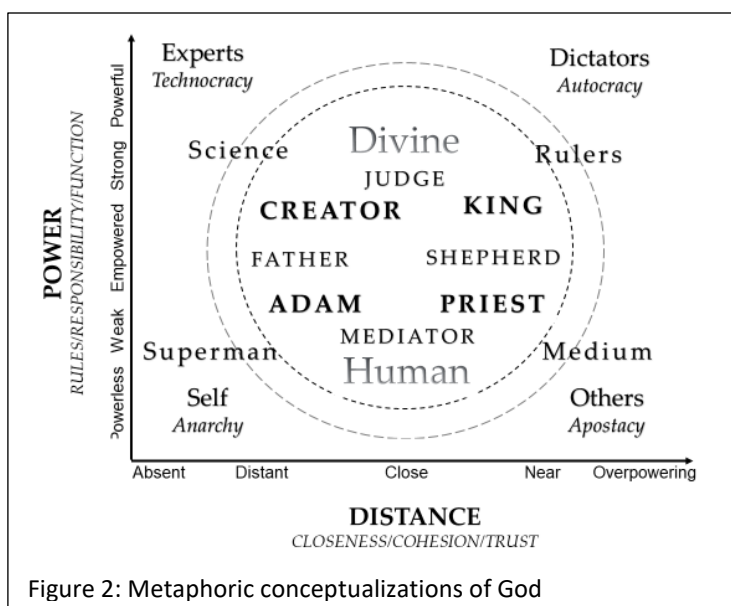 Experts
Technocracy
Dictators
Autocracy
Science
Divine
Rulers
JUDGE
CREATOR
KING
FATHER
SHEPHERD
ADAM
PRIEST
MEDIATOR
Superman
Medium
Human
Self
Anarchy
Others
Apostacy
POWER
RULES/RESPONSIBILITY/FUNCTION
Powerless Weak Empowered Strong Powerful
Absent Distant Close Near Overpowering
DISTANCE
CLOSENESS/COHESION/TRUST
Figure 2: Metaphoric conceptualizations of God